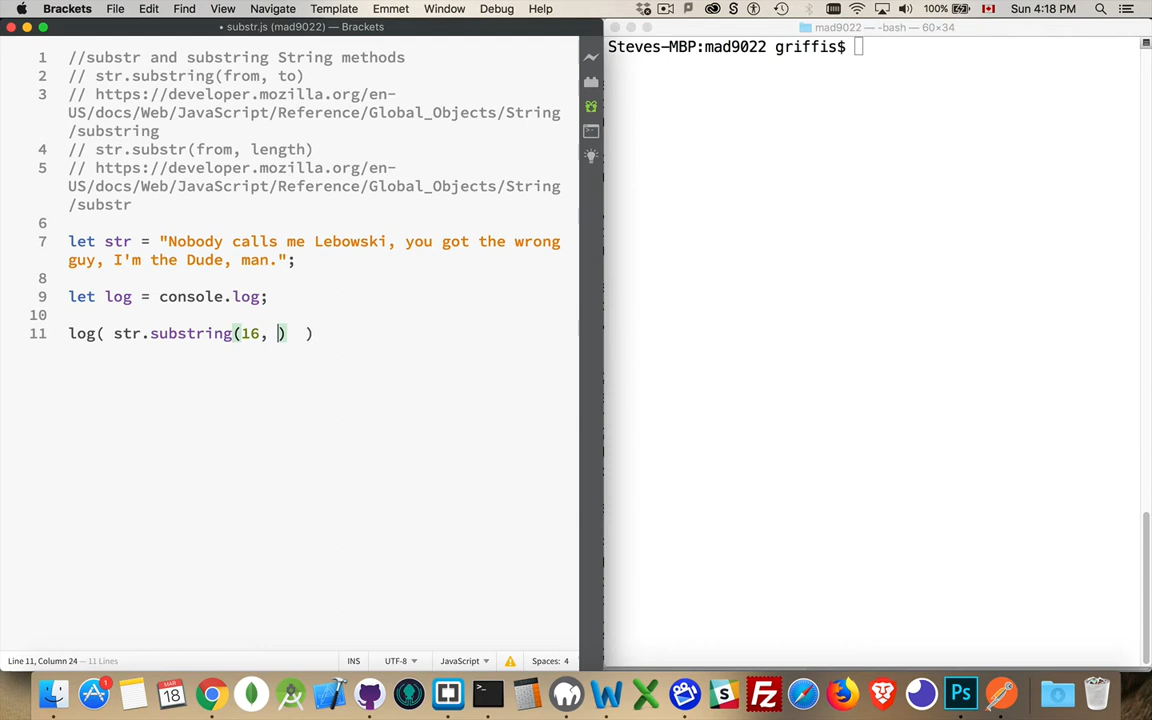 Brackets File Edit Find View Navigate Template Emmet Window Debug Help 100% Sun 4:18 PM
• substr.js (mad9022) — Brackets
mad9022 — -bash — 60×34
Steves-MBP:mad9022 griffis$
1 //substr and substring String methods
2 // str.substring(from, to)
3 // https://developer.mozilla.org/en-
US/docs/Web/JavaScript/Reference/Global_Objects/String
/substring
4 // str.substr(from, length)
5 // https://developer.mozilla.org/en-
US/docs/Web/JavaScript/Reference/Global_Objects/String
/substr
6
7 let str = "Nobody calls me Lebowski, you got the wrong
guy, I'm the Dude, man.";
8
9 let log = console.log;
10
11 log( str.substring(16, )  )
Line 11, Column 24 — 11 Lines
INS UTF-8 JavaScript Spaces: 4
1
MAR
18